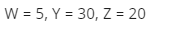 W = 5, Y = 30, Z = 20